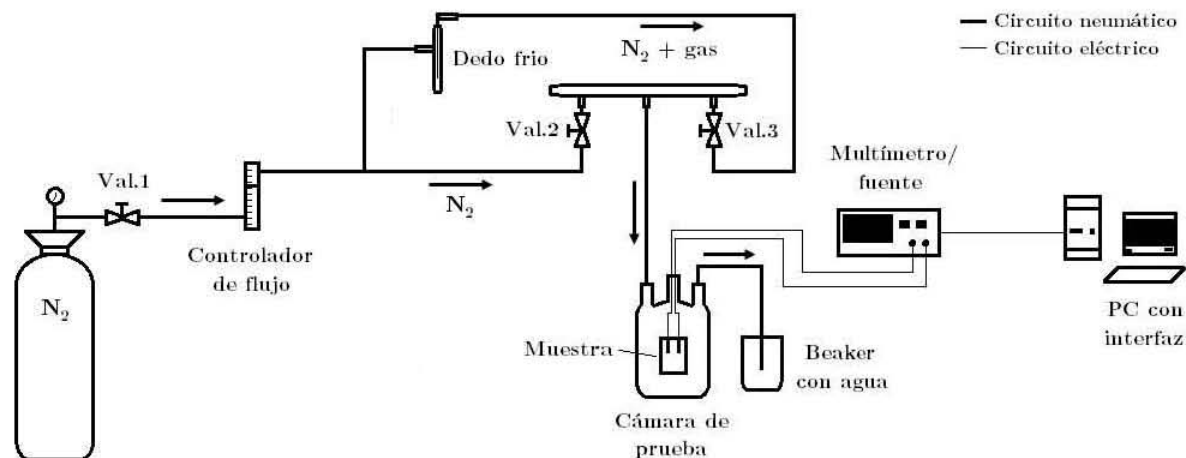 Circuito neumático
Circuito eléctrico
Dedo frio
N₂ + gas
Val.2
Val.3
Multímetro/
fuente
Val.1
N₂
Controlador
de flujo
N₂
PC con
interfaz
Muestra
Beaker
con agua
Cámara de
prueba